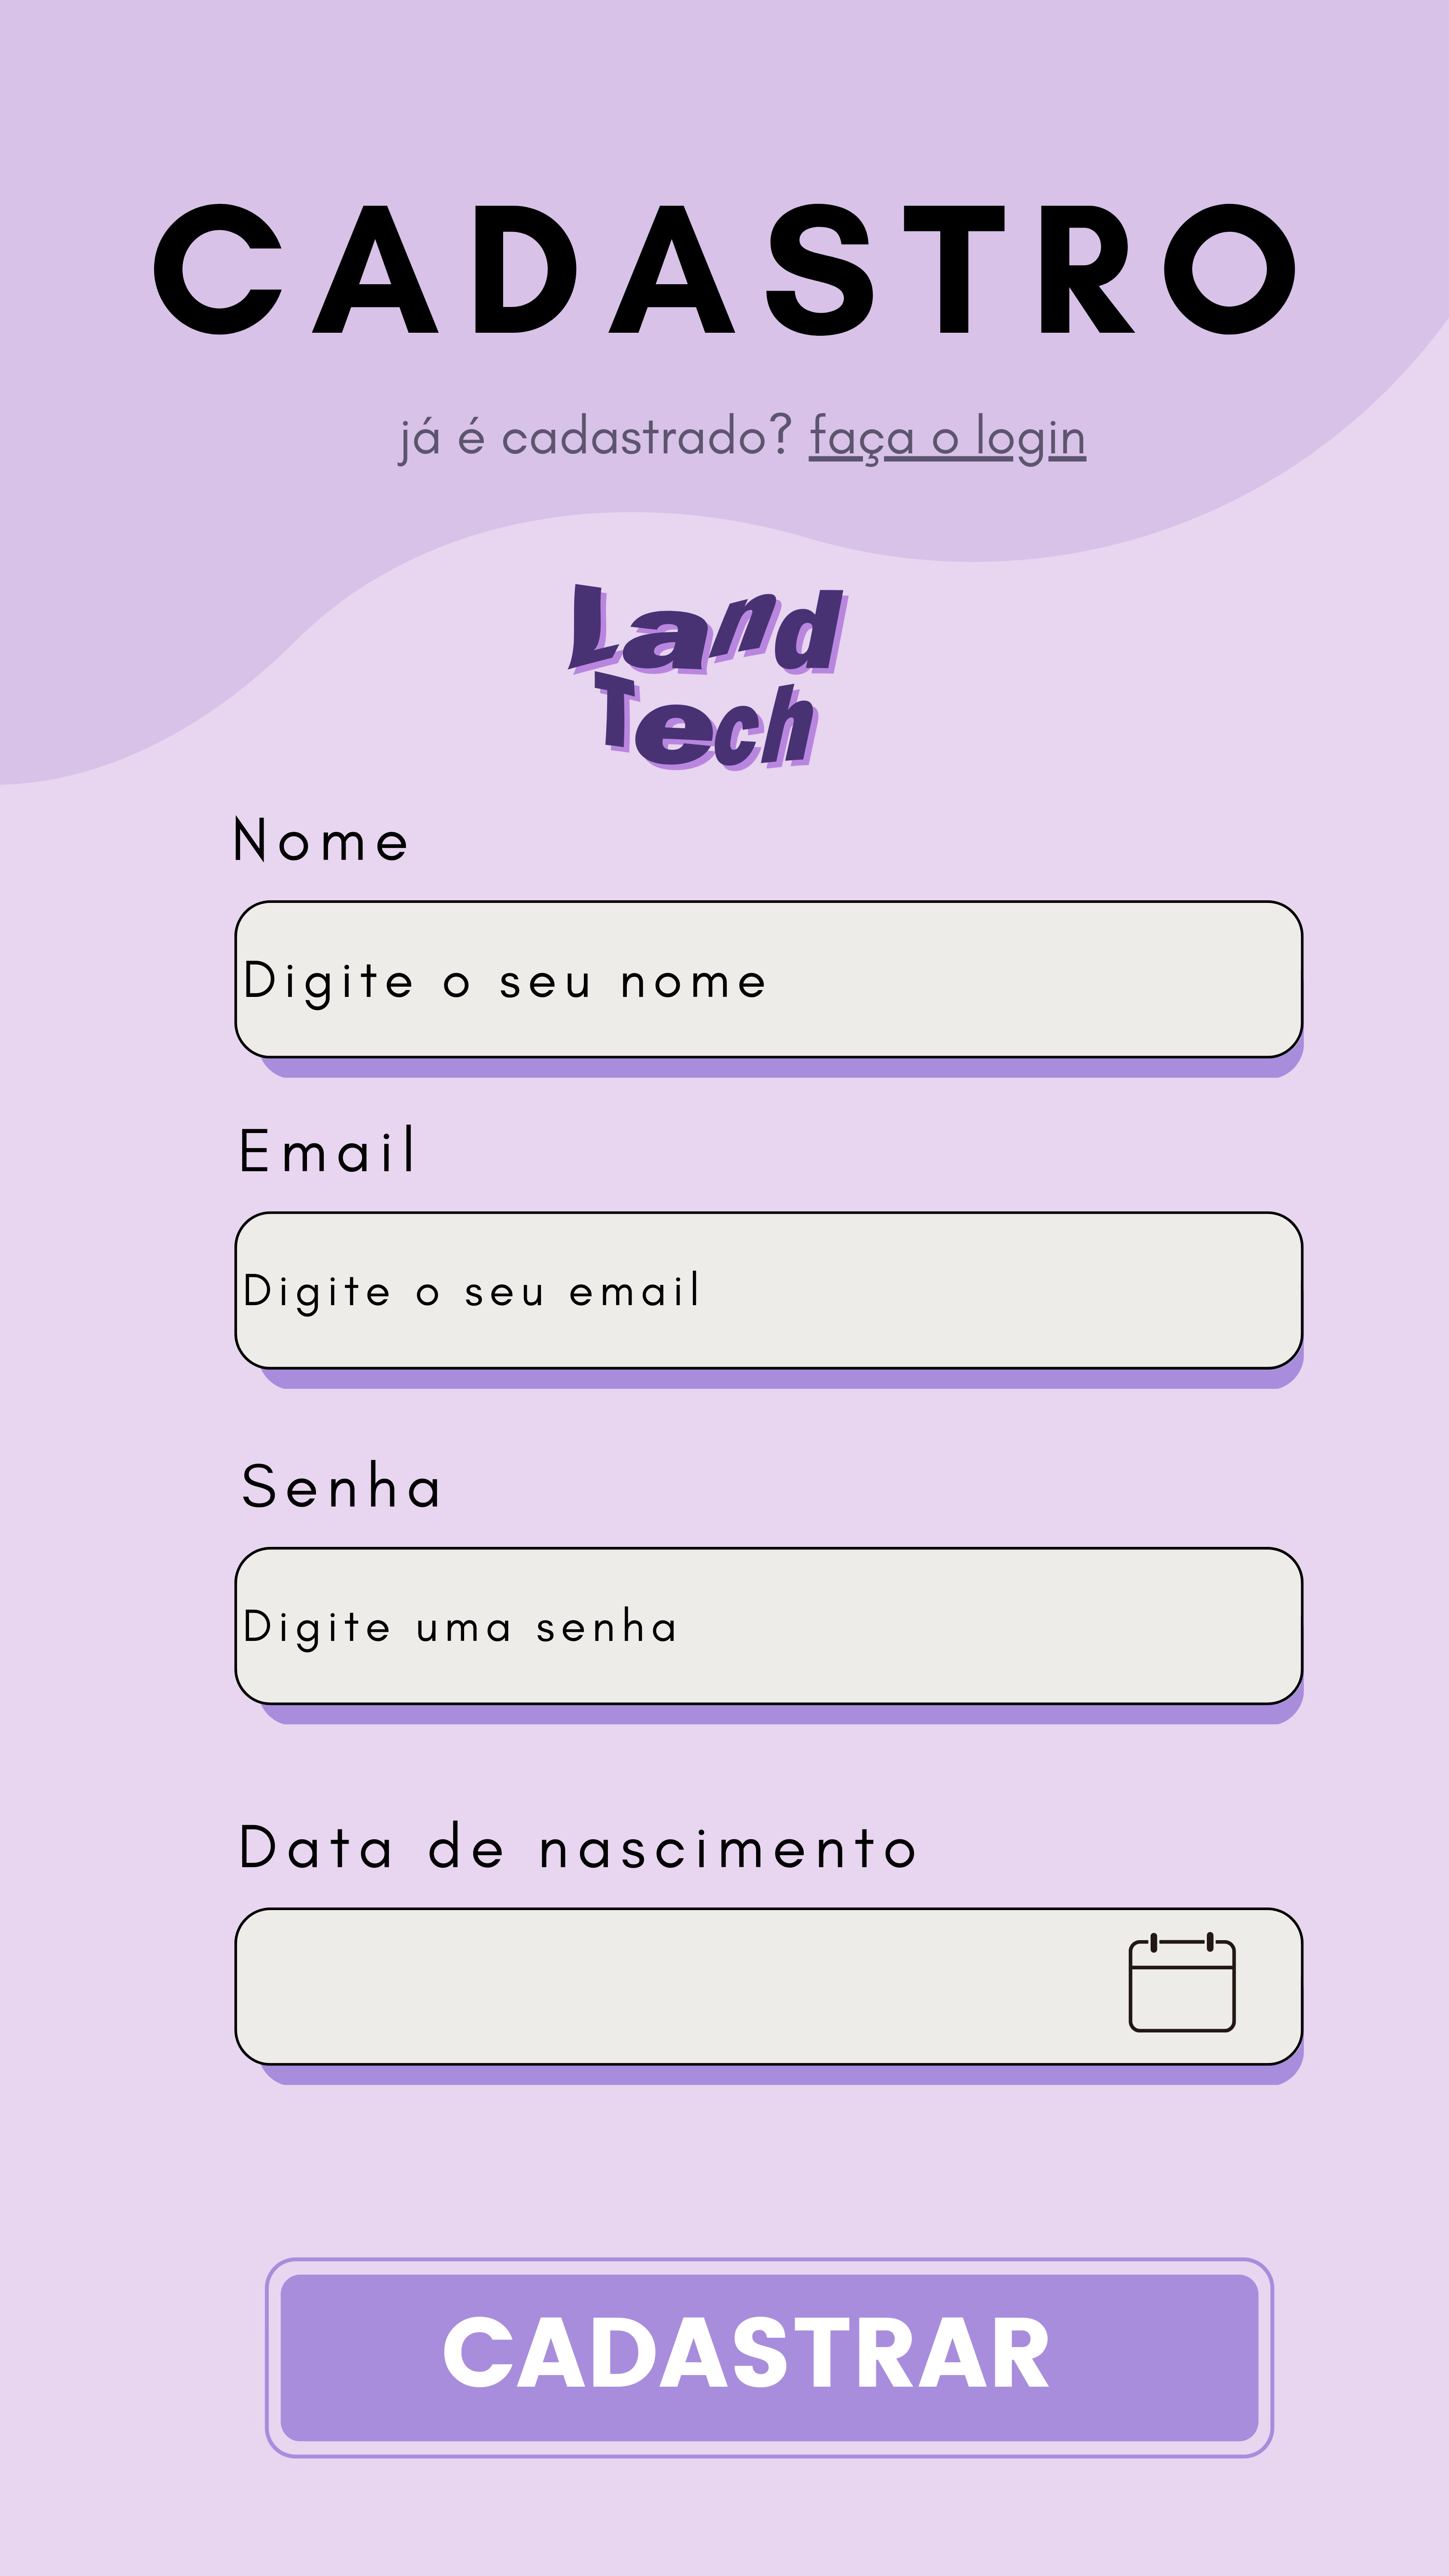 CADASTRO
já é cadastrado? faça o login
Land
Tech
Nome
Digite o seu nome
Email
Digite o seu email
Senha
Digite uma senha
Data de nascimento
CADASTRAR